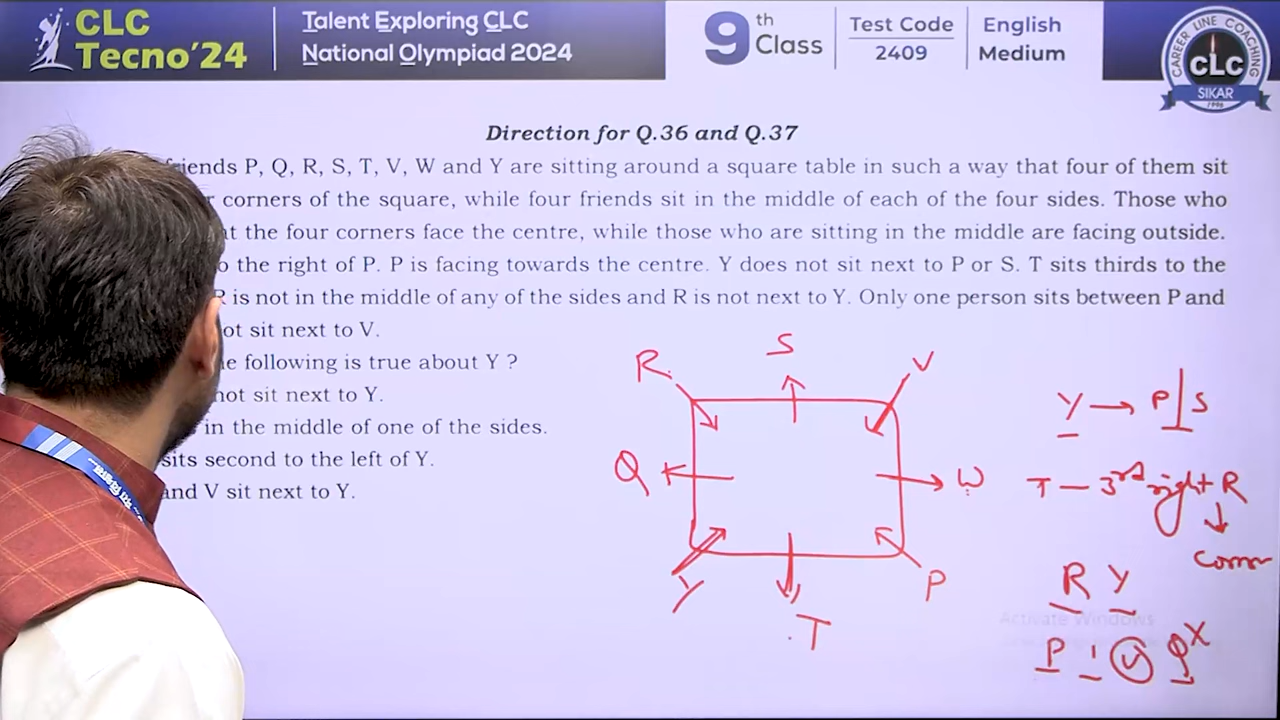 CLC
Tecno'24
Talent Exploring CLC
National Olympiad 2024
9th Class
Test Code
2409
English
Medium
CAREER LINE COACHING
CLC
SIKAR
1996
Direction for Q.36 and Q.37
P, Q, R, S, T, V, W and Y are sitting around a square table in such a way that four of them sit
corners of the square, while four friends sit in the middle of each of the four sides. Those who
the four corners face the centre, while those who are sitting in the middle are facing outside.
the right of P. P is facing towards the centre. Y does not sit next to P or S. T sits thirds to the
R is not in the middle of any of the sides and R is not next to Y. Only one person sits between P and
sit next to V.
following is true about Y ?
not sit next to Y.
in the middle of one of the sides.
sits second to the left of Y.
and V sit next to Y.
R S V
Q W
Y T P
Y → P | S
T – 3rd right R
R Y
P
Activate Windows